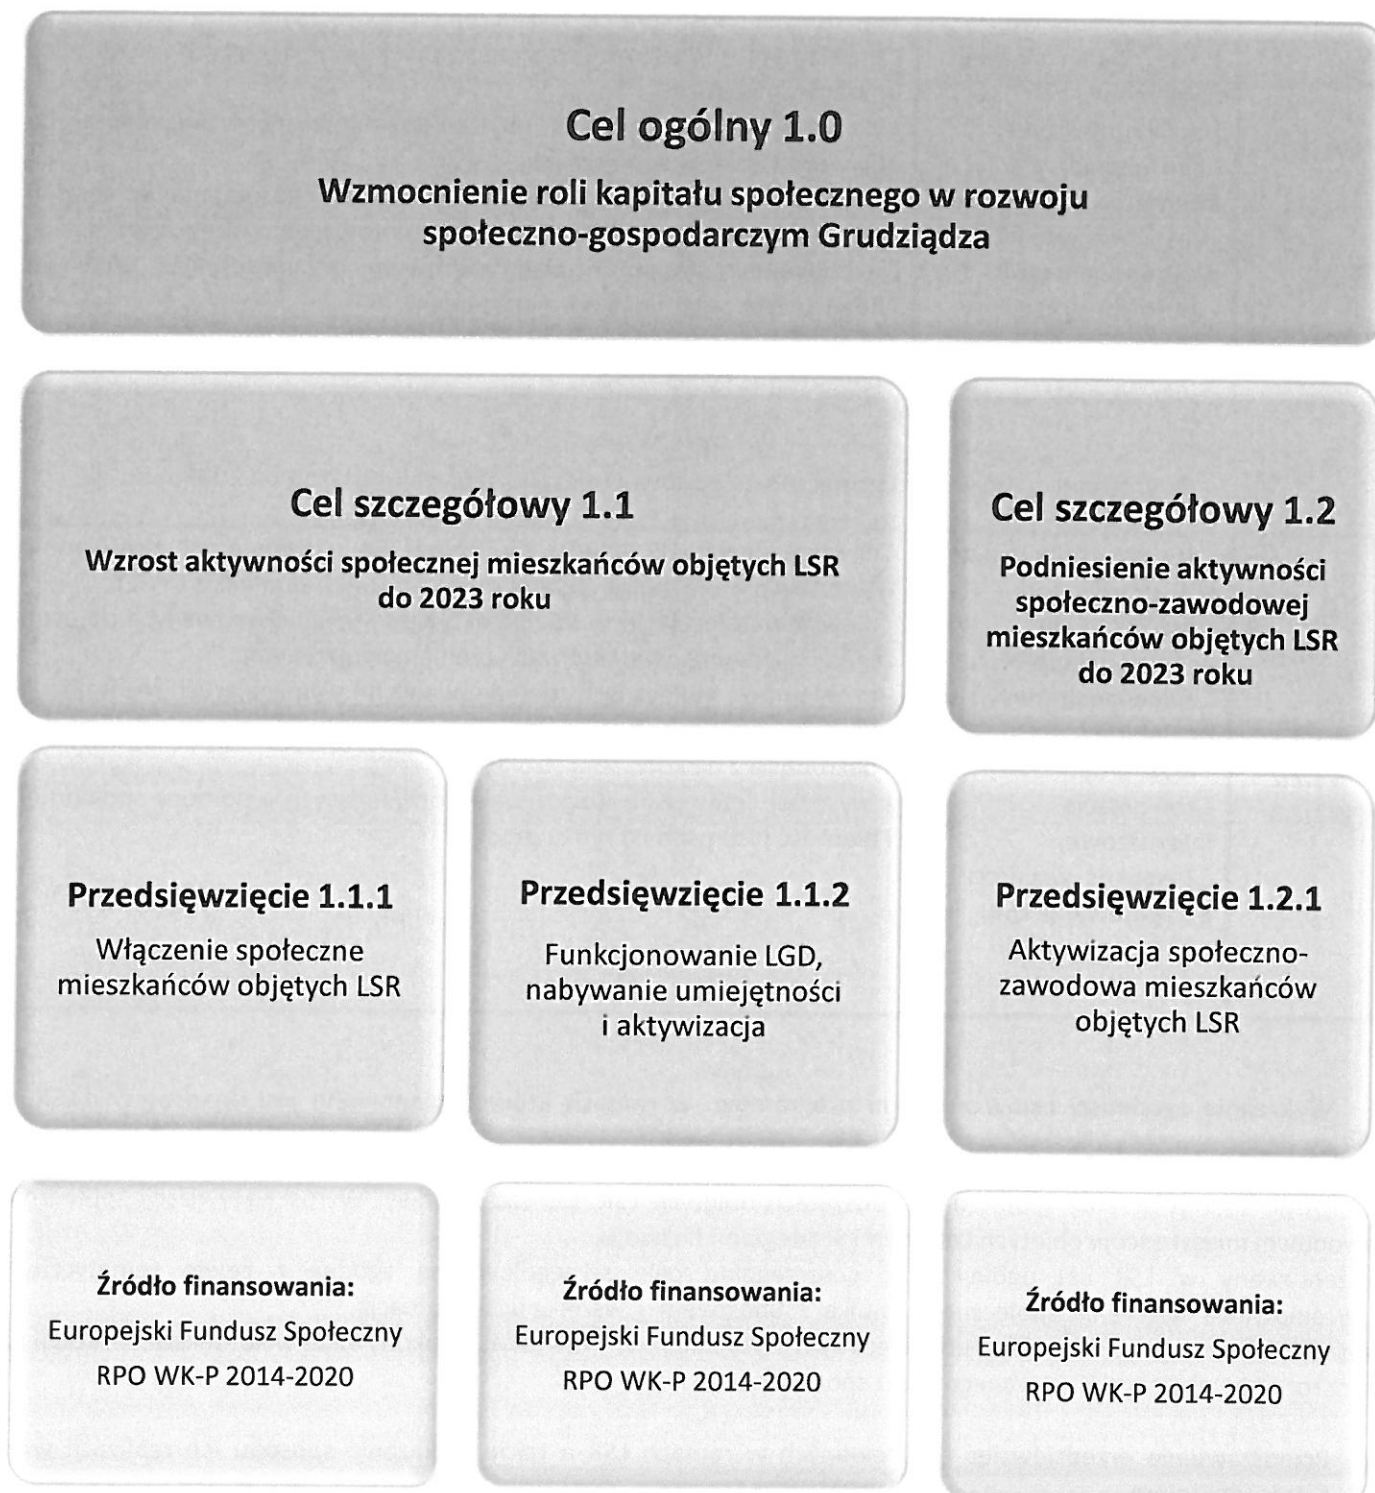 Cel ogólny 1.0
Wzmocnienie roli kapitału społecznego w rozwoju
społeczno-gospodarczym Grudziądza
Cel szczegółowy 1.1
Wzrost aktywności społecznej mieszkańców objętych LSR
do 2023 roku
Cel szczegółowy 1.2
Podniesienie aktywności
społeczno-zawodowej
mieszkańców objętych LSR
do 2023 roku
Przedsięwzięcie 1.1.1
Włączenie społeczne
mieszkańców objętych LSR
Przedsięwzięcie 1.1.2
Funkcjonowanie LGD,
nabywanie umiejętności
i aktywizacja
Przedsięwzięcie 1.2.1
Aktywizacja społeczno-
zawodowa mieszkańców
objętych LSR
Źródło finansowania:
Europejski Fundusz Społeczny
RPO WK-P 2014-2020
Źródło finansowania:
Europejski Fundusz Społeczny
RPO WK-P 2014-2020
Źródło finansowania:
Europejski Fundusz Społeczny
RPO WK-P 2014-2020